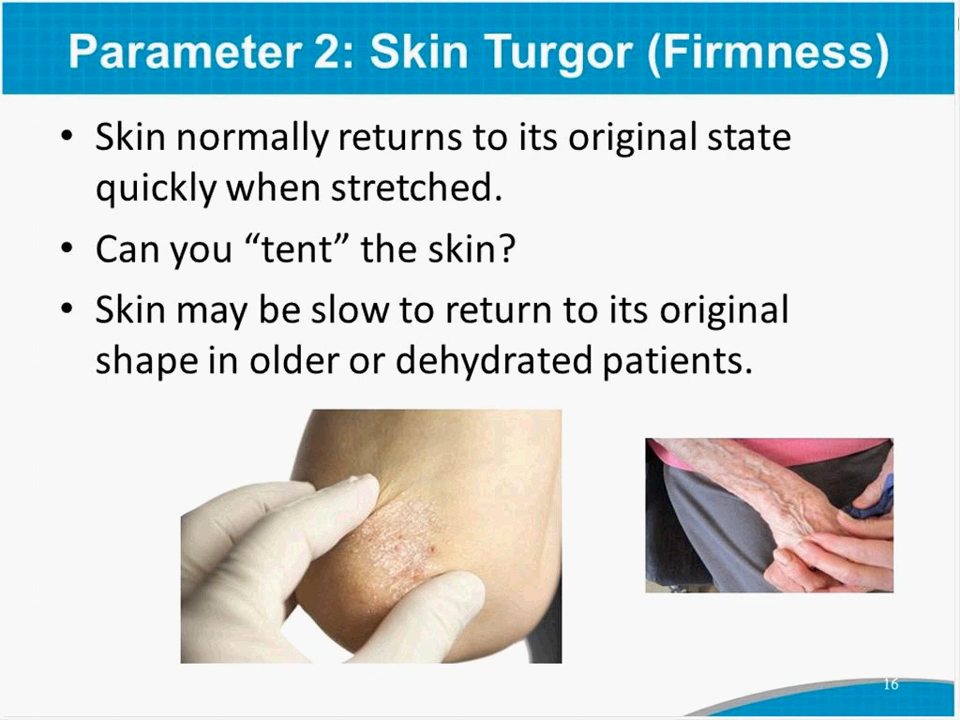 Parameter 2: Skin Turgor (Firmness)
• Skin normally returns to its original state
quickly when stretched.
• Can you “tent” the skin?
• Skin may be slow to return to its original
shape in older or dehydrated patients.
16